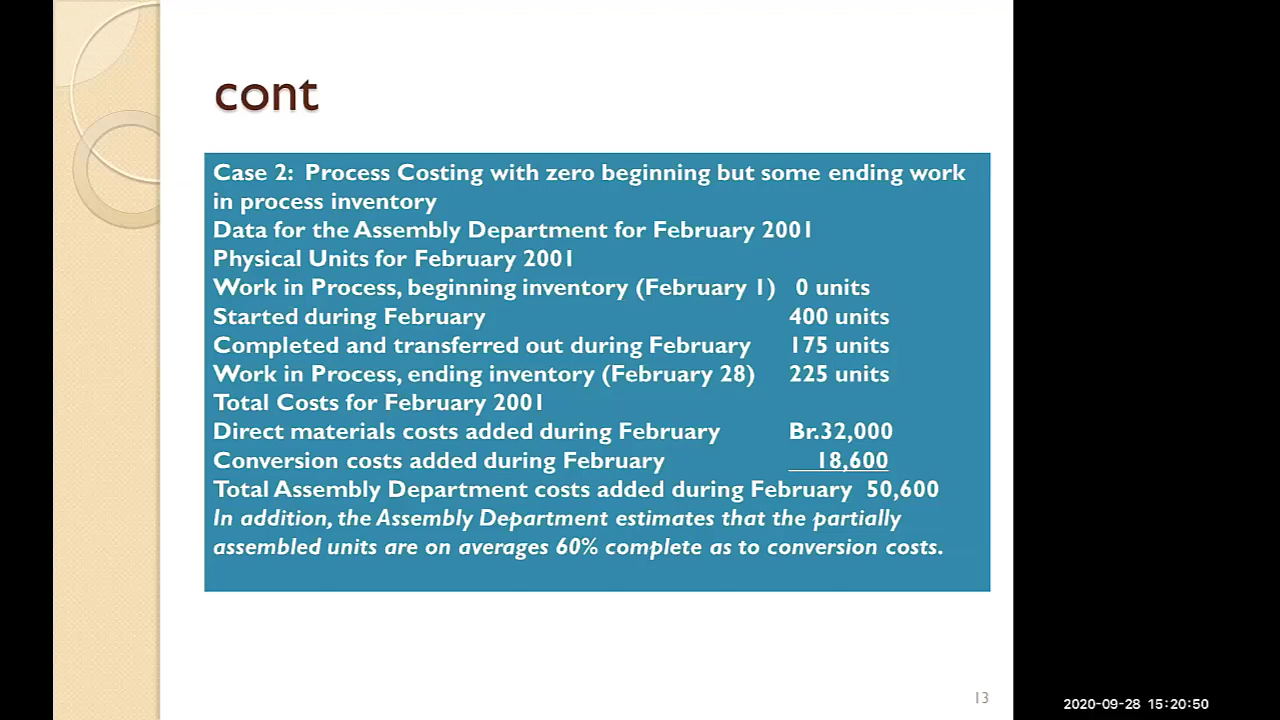 cont
Case 2: Process Costing with zero beginning but some ending work
in process inventory
Data for the Assembly Department for February 2001
Physical Units for February 2001
Work in Process, beginning inventory (February 1) 0 units
Started during February 400 units
Completed and transferred out during February 175 units
Work in Process, ending inventory (February 28) 225 units
Total Costs for February 2001
Direct materials costs added during February Br.32,000
Conversion costs added during February 18,600
Total Assembly Department costs added during February 50,600
In addition, the Assembly Department estimates that the partially
assembled units are on averages 60% complete as to conversion costs.
13
2020-09-28 15:20:50